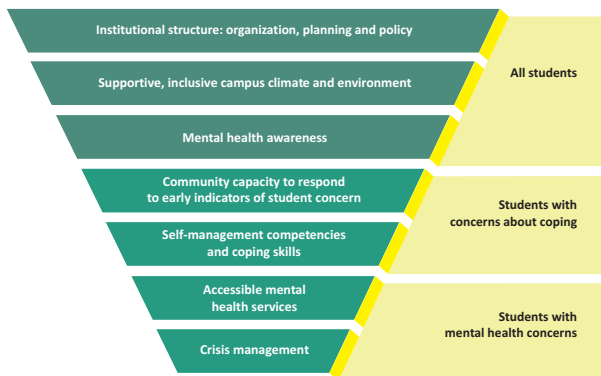 Institutional structure: organization, planning and policy
Supportive, inclusive campus climate and environment
Mental health awareness
All students
Community capacity to respond
to early indicators of student concern
Self-management competencies
and coping skills
Students with
concerns about coping
Accessible mental
health services
Crisis management
Students with
mental health concerns